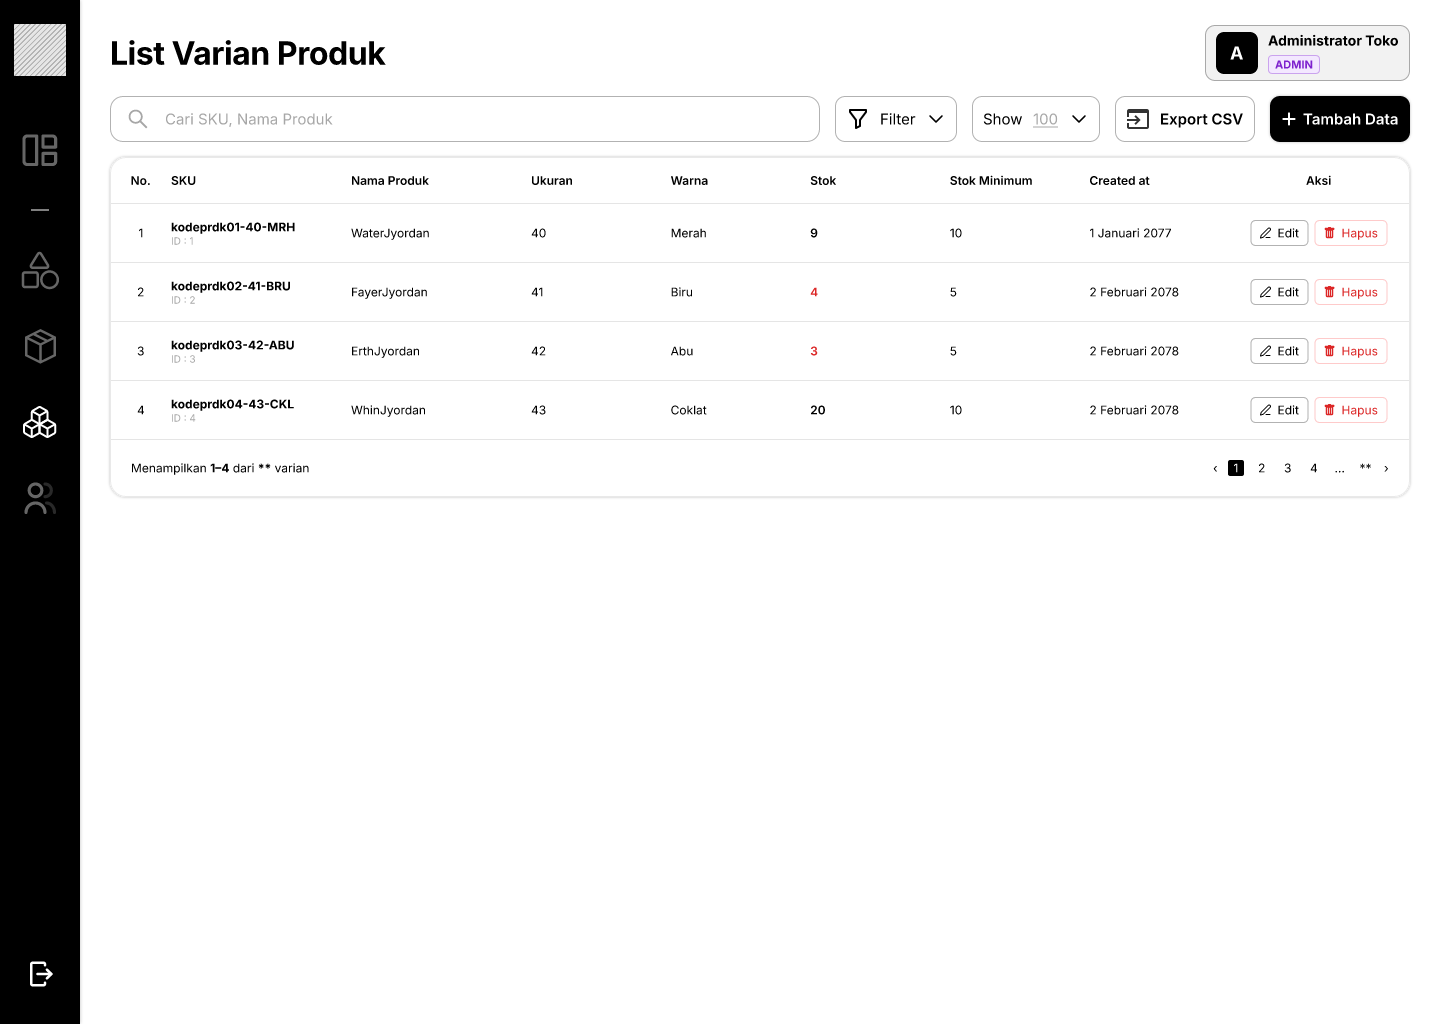 List Varian Produk
A
Administrator Toko
ADMIN
Cari SKU, Nama Produk
Filter
Show 100
Export CSV
Tambah Data
No. SKU Nama Produk Ukuran Warna Stok Stok Minimum Created at Aksi
1 kodeprdk01-40-MRH WaterJyordan 40 Merah 9 10 1 Januari 2077 Edit Hapus
ID : 1
2 kodeprdk02-41-BRU FayerJyordan 41 Biru 4 5 2 Februari 2078 Edit Hapus
ID : 2
3 kodeprdk03-42-ABU ErthJyordan 42 Abu 3 5 2 Februari 2078 Edit Hapus
ID : 3
4 kodeprdk04-43-CKL WhinJyordan 43 Coklat 20 10 2 Februari 2078 Edit Hapus
ID : 4
Menampilkan 1–4 dari ** varian
‹ 1 2 3 4 ... ** ›